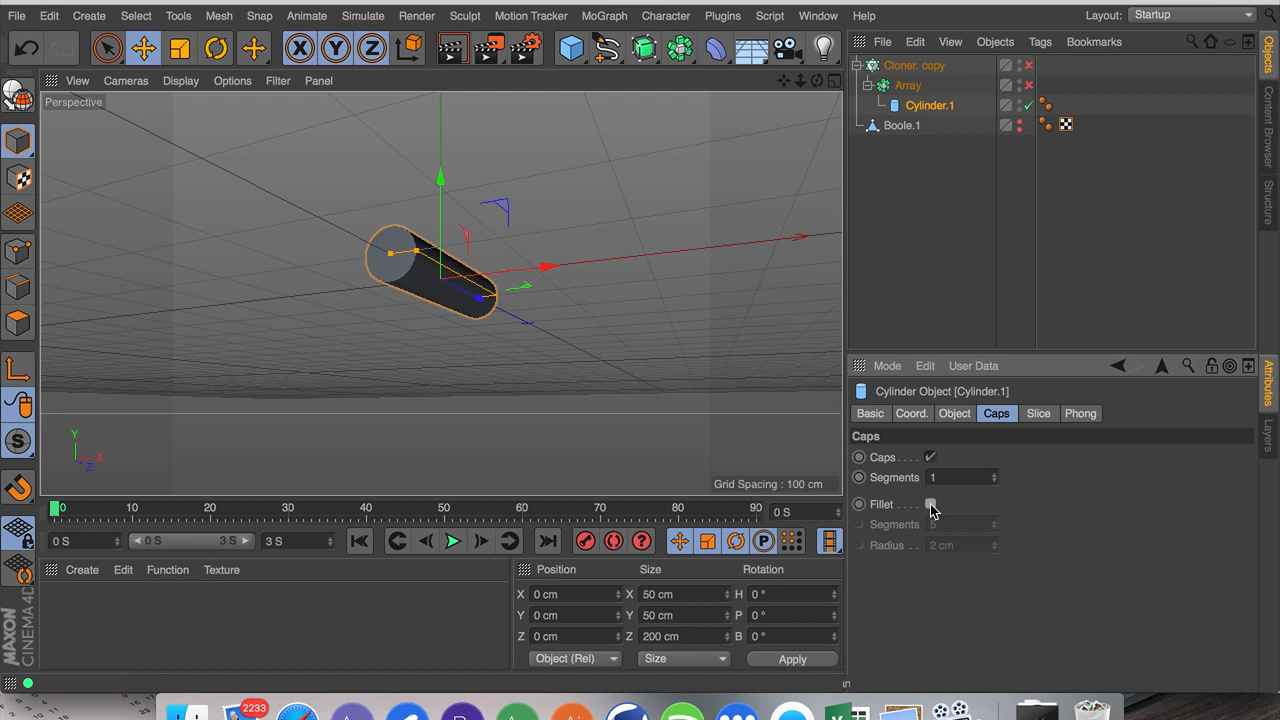 File Edit Create Select Tools Mesh Snap Animate Simulate Render Sculpt Motion Tracker MoGraph Character Plugins Script Window Help Layout: Startup
X Y Z
File Edit View Objects Tags Bookmarks
Cloner. copy
Array
Cylinder.1
Boole.1
Objects
Content Browser
Structure
View Cameras Display Options Filter Panel
Perspective
Y
X
Z
Grid Spacing : 100 cm
S
Mode Edit User Data
Cylinder Object [Cylinder.1]
Basic Coord. Object Caps Slice Phong
Caps
Caps . . . .
Segments 1
Fillet . . . .
Segments 5
Radius . . 2 cm
Attributes
Layers
0 10 20 30 40 50 60 70 80 90 0 S
0 S 0 S 3 S 3 S
P
Create Edit Function Texture
Position Size Rotation
X 0 cm X 50 cm H 0 °
Y 0 cm Y 50 cm P 0 °
Z 0 cm Z 200 cm B 0 °
Object (Rel) Size Apply
MAXON
CINEMA 4D
2233